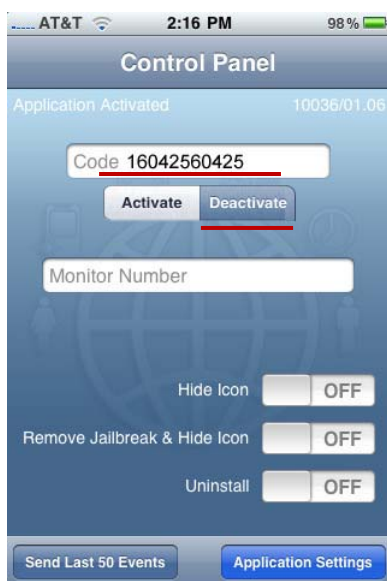 AT&T 2:16 PM 98%
Control Panel
Application Activated 10036/01.06
Code 16042560425
Activate Deactivate
Monitor Number
Hide Icon OFF
Remove Jailbreak & Hide Icon OFF
Uninstall OFF
Send Last 50 Events Application Settings